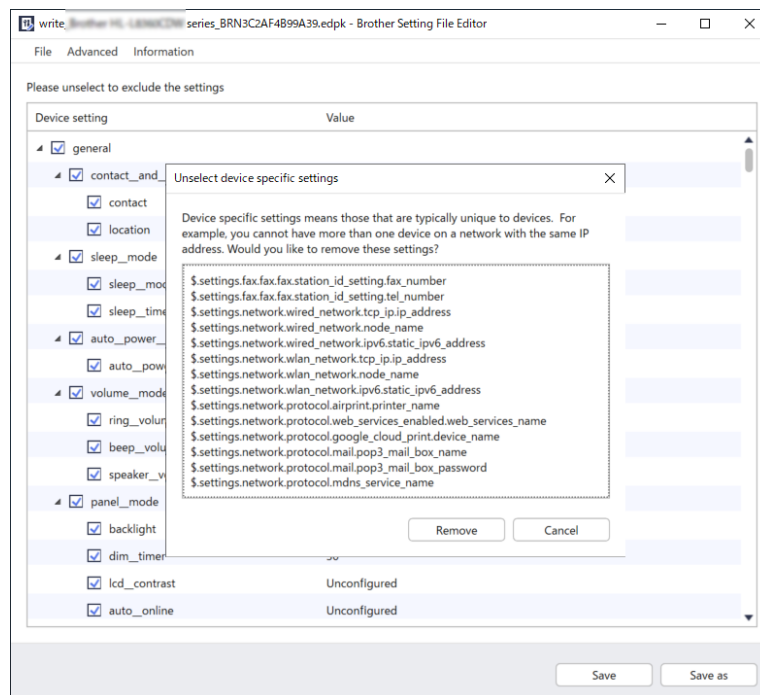 write_ series_BRN3C2AF4B99A39.edpk - Brother Setting File Editor
File Advanced Information
Please unselect to exclude the settings
Device setting Value
general
contact_and_
contact
location
sleep_mode
sleep_mod
sleep_time
auto_power_
auto_pow
volume_mode
ring_volum
beep_volu
speaker_v
panel_mode
backlight
dim_timer
lcd_contrast Unconfigured
auto_online Unconfigured
Unselect device specific settings
Device specific settings means those that are typically unique to devices. For
example, you cannot have more than one device on a network with the same IP
address. Would you like to remove these settings?
$.settings.fax.fax.fax.station_id_setting.fax_number
$.settings.fax.fax.fax.station_id_setting.tel_number
$.settings.network.wired_network.tcp_ip.ip_address
$.settings.network.wired_network.node_name
$.settings.network.wired_network.ipv6.static_ipv6_address
$.settings.network.wlan_network.tcp_ip.ip_address
$.settings.network.wlan_network.node_name
$.settings.network.wlan_network.ipv6.static_ipv6_address
$.settings.network.protocol.airprint.printer_name
$.settings.network.protocol.web_services_enabled.web_services_name
$.settings.network.protocol.google_cloud_print.device_name
$.settings.network.protocol.mail.pop3_mail_box_name
$.settings.network.protocol.mail.pop3_mail_box_password
$.settings.network.protocol.mdns_service_name
Remove Cancel
Save Save as